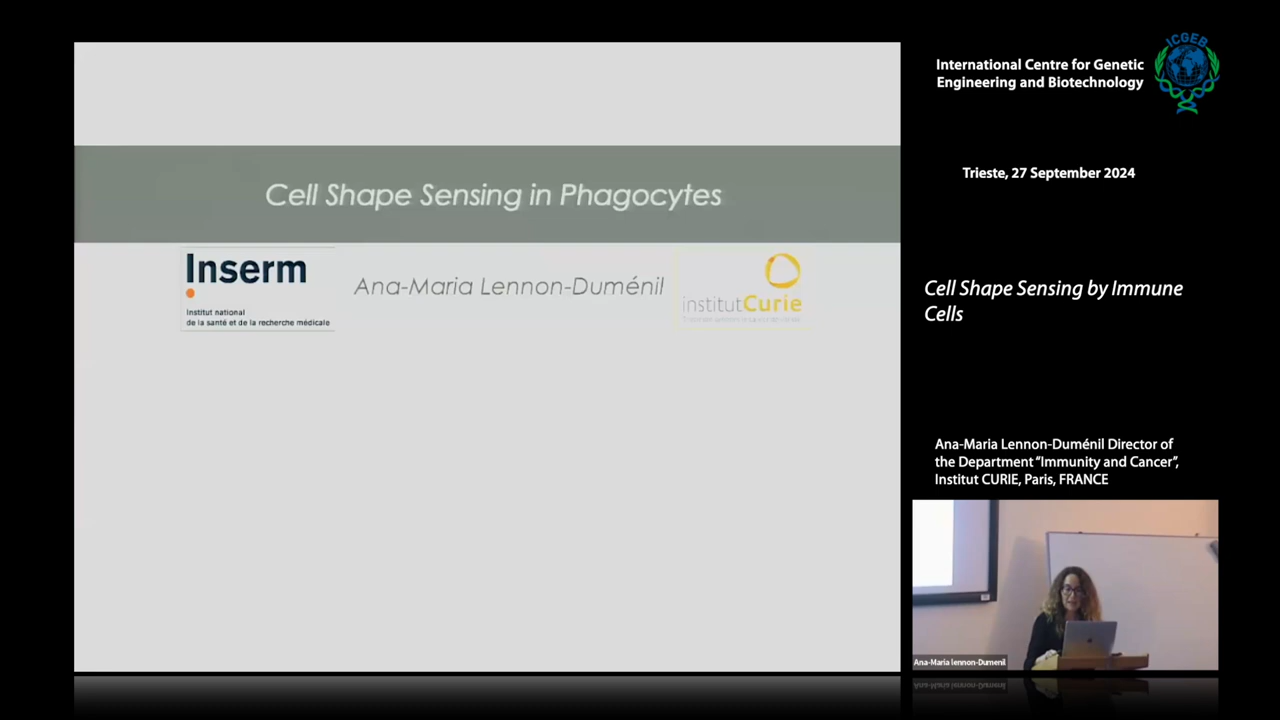 Cell Shape Sensing in Phagocytes
Inserm
Institut national
de la santé et de la recherche médicale
Ana-Maria Lennon-Duménil
institutCurie
ICGEB
International Centre for Genetic
Engineering and Biotechnology
Trieste, 27 September 2024
Cell Shape Sensing by Immune
Cells
Ana-Maria Lennon-Duménil Director of
the Department “Immunity and Cancer”,
Institut CURIE, Paris, FRANCE
Ana-Maria lennon-Dumenil